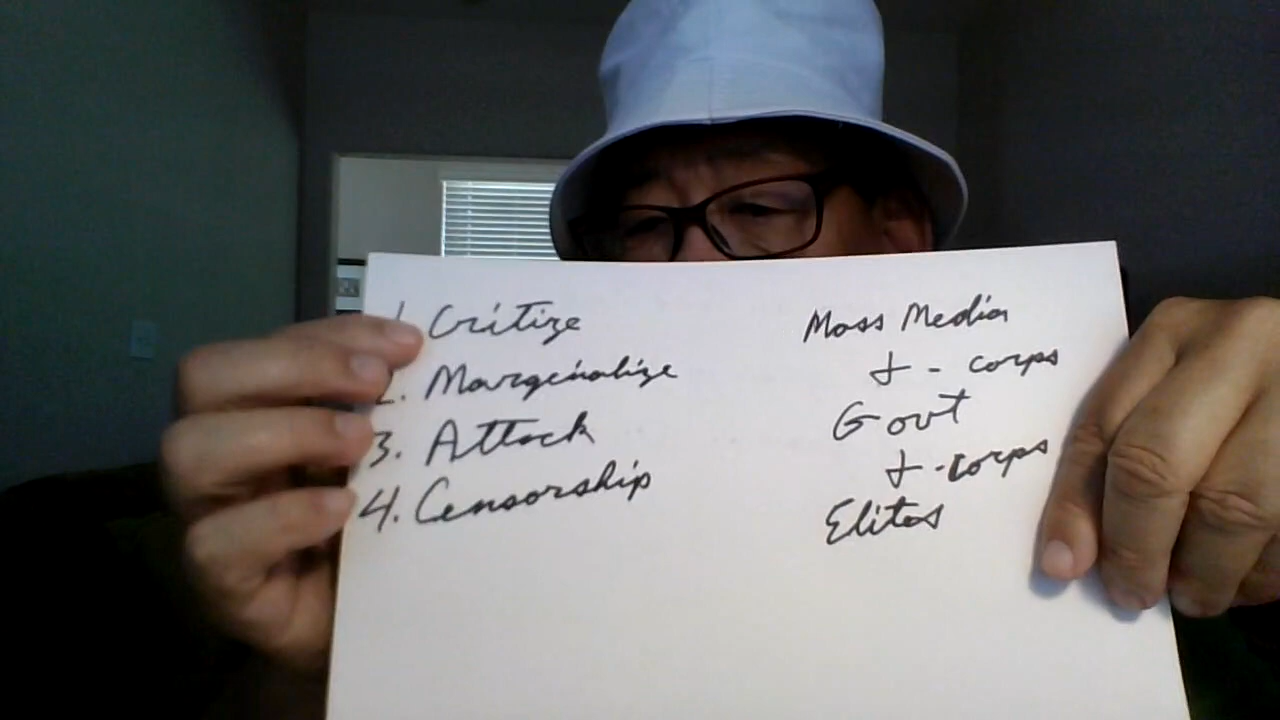 1. Critize
2. Marginalize
3. Attack
4. Censorship
Mass Media
+ - corps
Govt
+ - corps
Elites